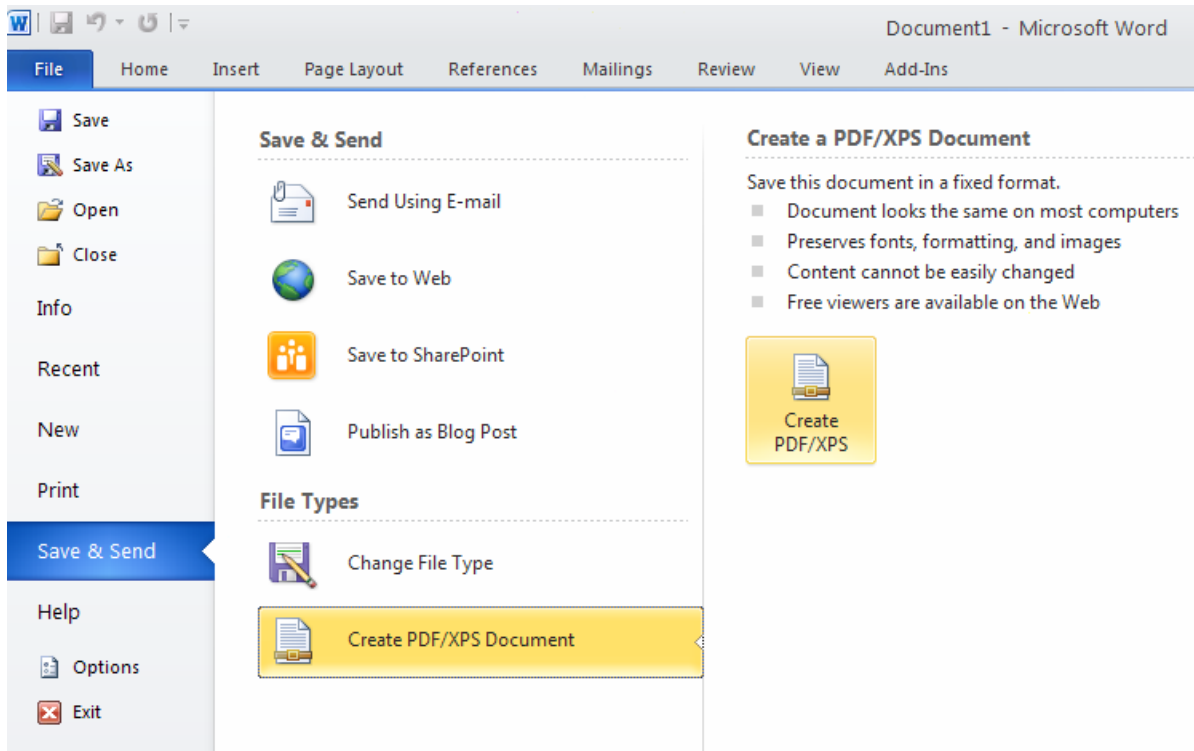 Document1 - Microsoft Word
File Home Insert Page Layout References Mailings Review View Add-Ins
Save
Save As
Open
Close
Info
Recent
New
Print
Save & Send
Help
Options
Exit
Save & Send
Send Using E-mail
Save to Web
Save to SharePoint
Publish as Blog Post
File Types
Change File Type
Create PDF/XPS Document
Create a PDF/XPS Document
Save this document in a fixed format.
Document looks the same on most computers
Preserves fonts, formatting, and images
Content cannot be easily changed
Free viewers are available on the Web
Create
PDF/XPS